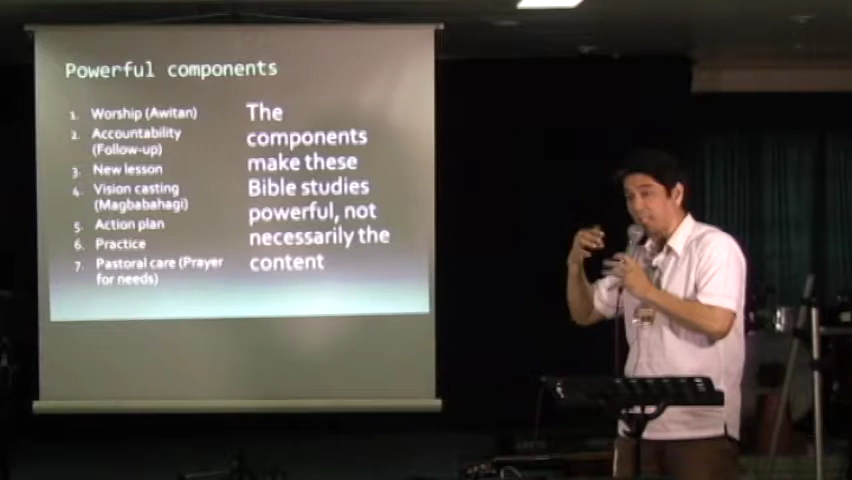 Powerful components
1. Worship (Awitan)
2. Accountability
(Follow-up)
3. New lesson
4. Vision casting
(Magbabahagi)
5. Action plan
6. Practice
7. Pastoral care (Prayer
for needs)
The
components
make these
Bible studies
powerful, not
necessarily the
content